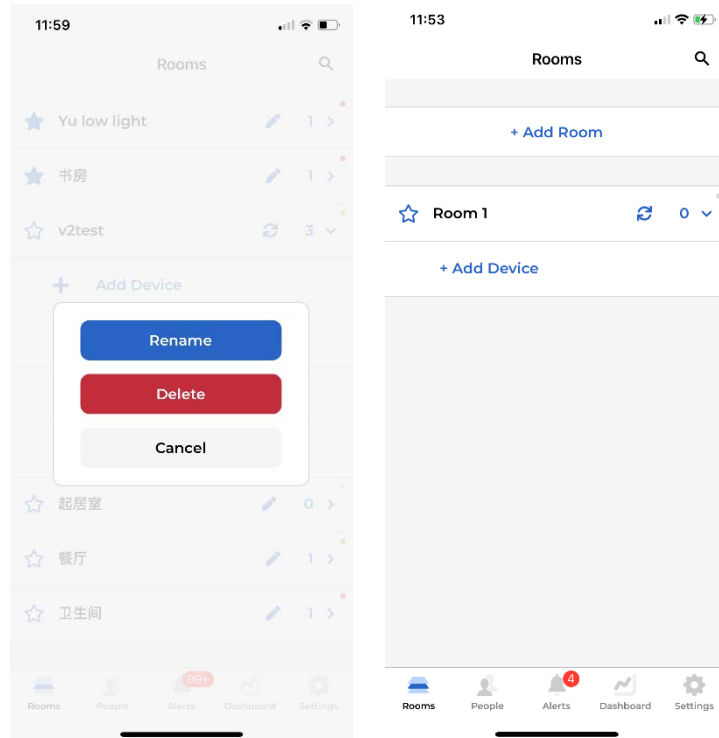 11:59
Rooms
Yu low light 1
书房 1
v2test 3
Add Device
Rename
Delete
Cancel
起居室 0
餐厅 1
卫生间 1
99+
Rooms People Alerts Dashboard Settings
11:53
Rooms
+ Add Room
Room 1 0
+ Add Device
4
Rooms People Alerts Dashboard Settings